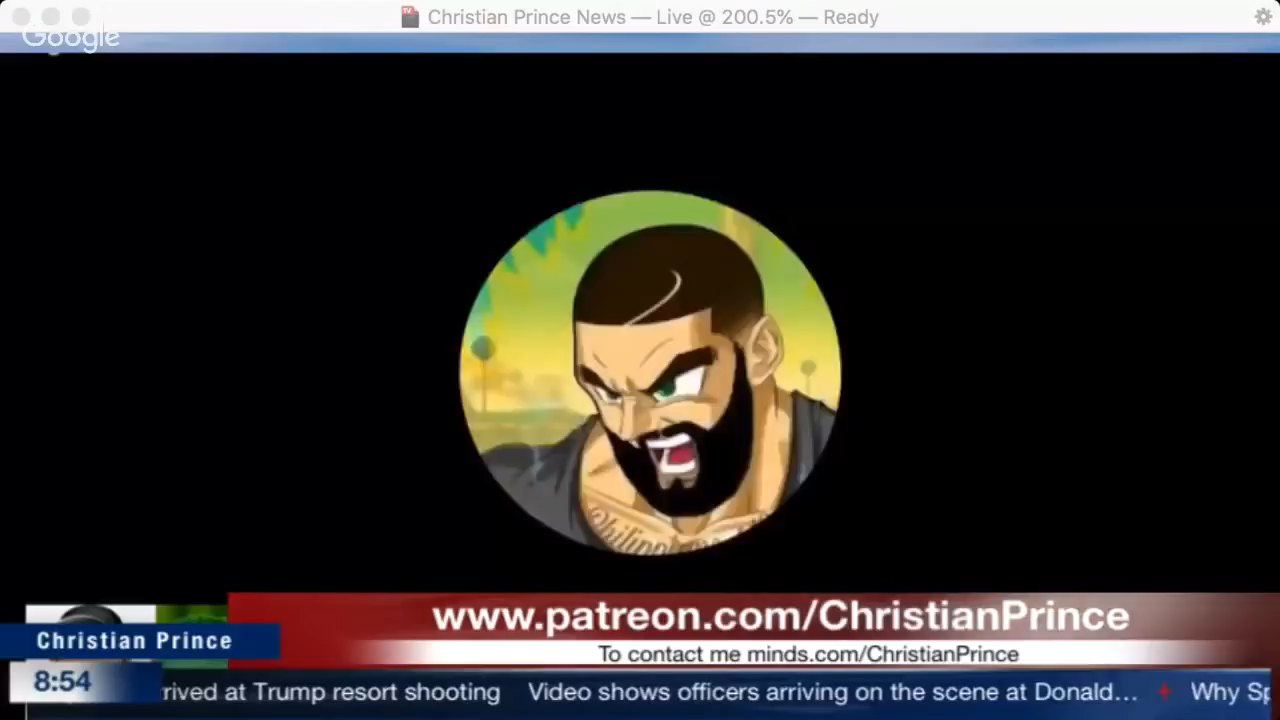 Christian Prince News — Live @ 200.5% — Ready
Google
www.patreon.com/ChristianPrince
To contact me minds.com/ChristianPrince
Christian Prince
8:54
rived at Trump resort shooting Video shows officers arriving on the scene at Donald... + Why Sp